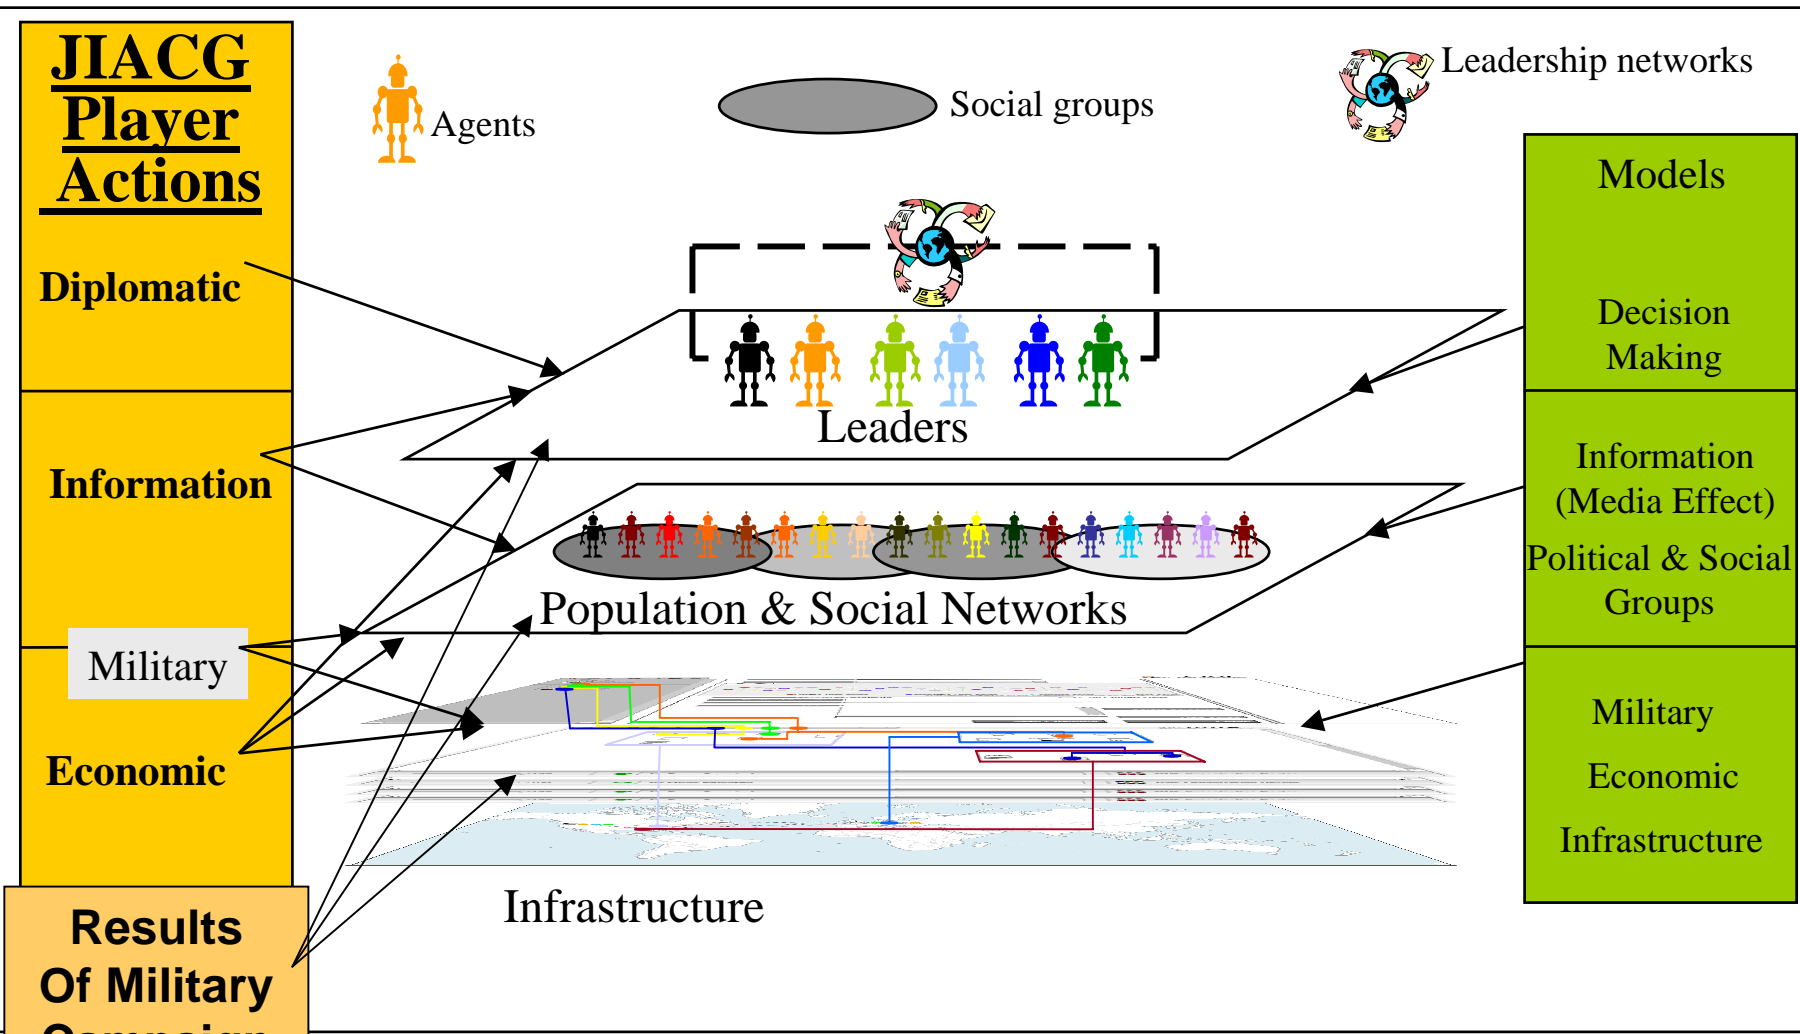 JIACG
Player
Actions
Diplomatic
Information
Military
Economic
Results
Of Military
Campaign
Agents
Social groups
Leadership networks
Leaders
Population & Social Networks
Infrastructure
Models
Decision
Making
Information
(Media Effect)
Political & Social
Groups
Military
Economic
Infrastructure